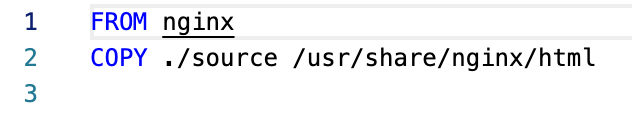 1 FROM nginx
2 COPY ./source /usr/share/nginx/html
3